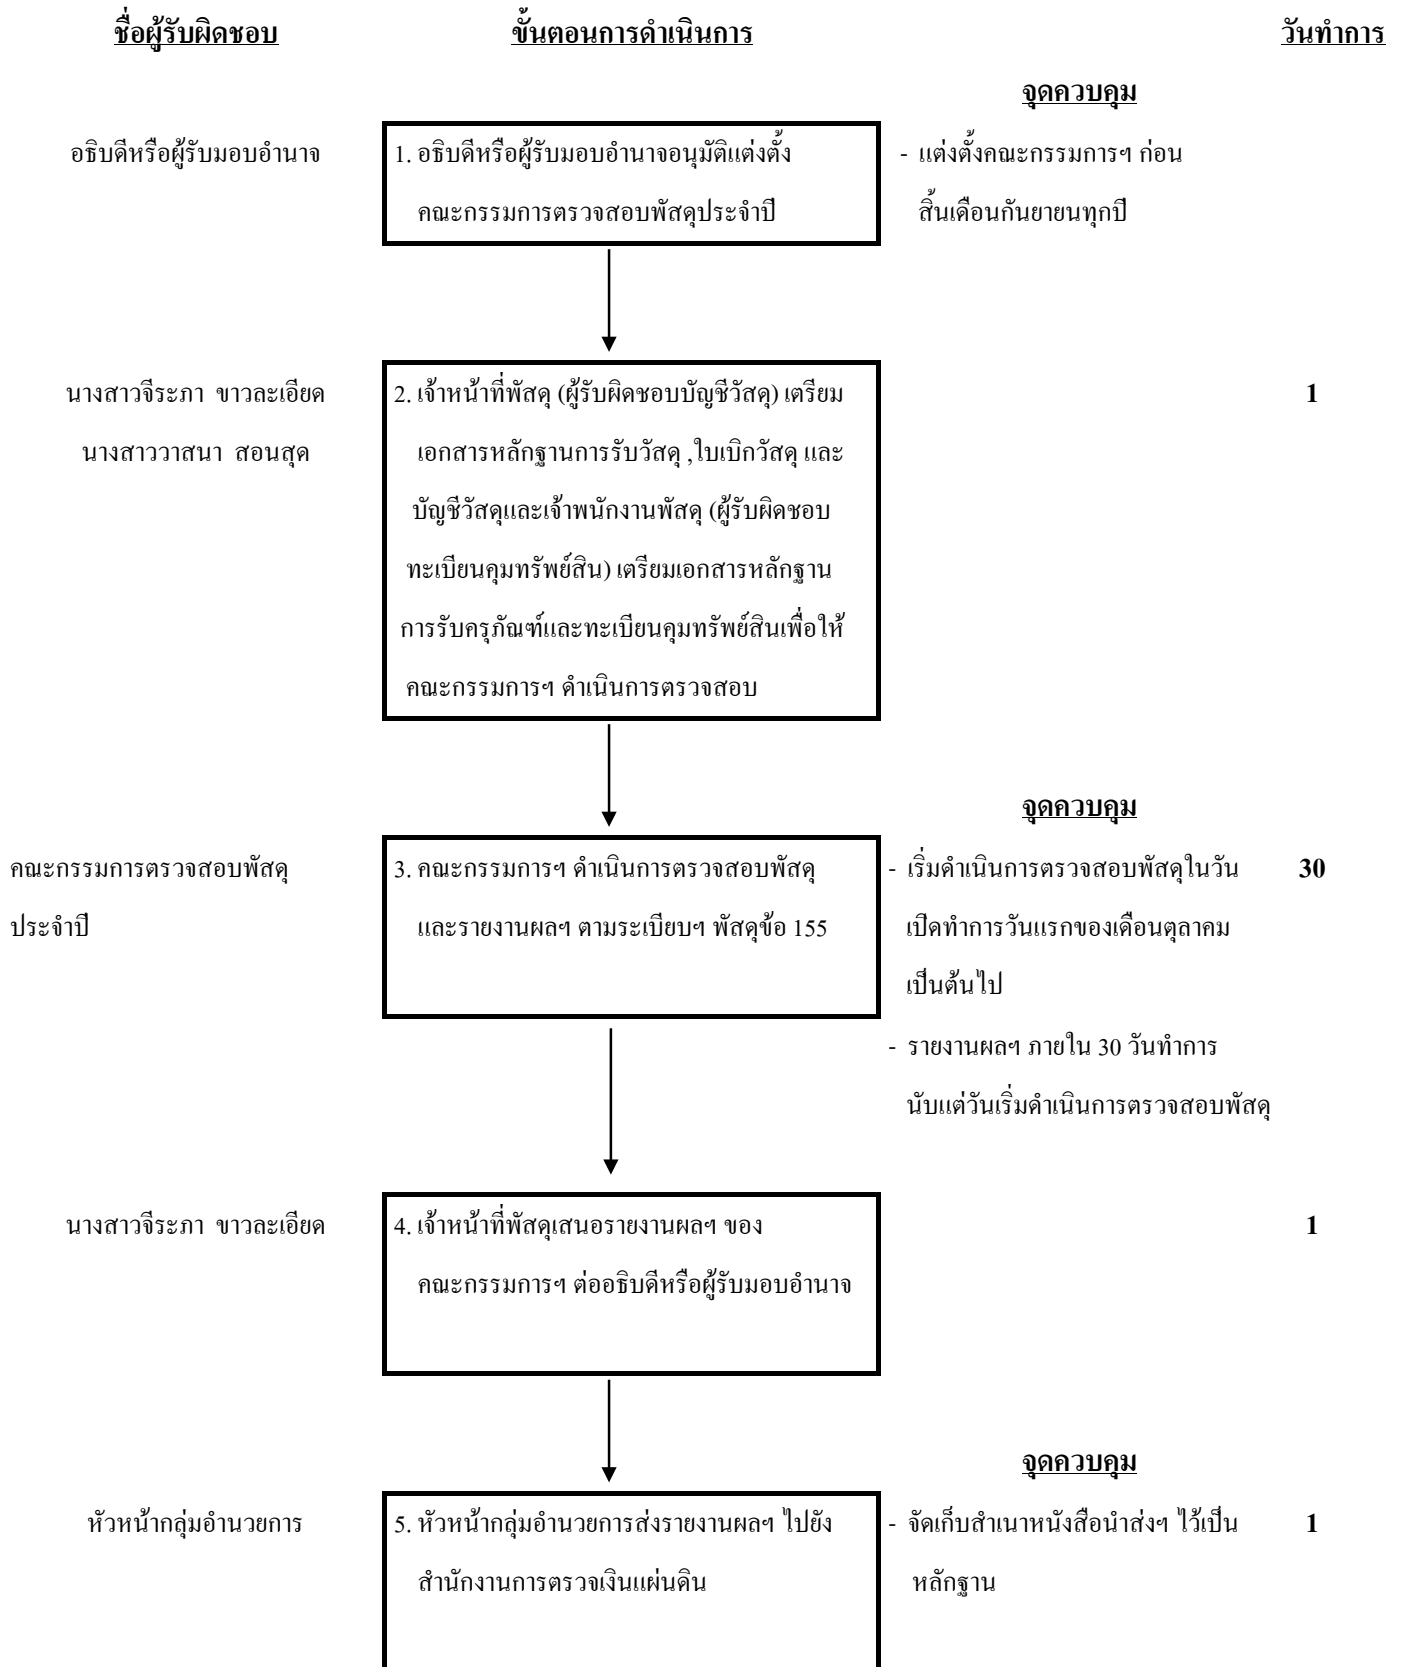 ชื่อผู้รับผิดชอบ ขั้นตอนการดำเนินการ วันทำการ
จุดควบคุม
อธิบดีหรือผู้รับมอบอำนาจ 1. อธิบดีหรือผู้รับมอบอำนาจอนุมัติแต่งตั้ง - แต่งตั้งคณะกรรมการฯ ก่อน
คณะกรรมการตรวจสอบพัสดุประจำปี สิ้นเดือนกันยายนทุกปี
นางสาวจีระภา ขาวละเอียด 2. เจ้าหน้าที่พัสดุ (ผู้รับผิดชอบบัญชีวัสดุ) เตรียม 1
นางสาววาสนา สอนสุด เอกสารหลักฐานการรับวัสดุ ,ใบเบิกวัสดุ และ
บัญชีวัสดุและเจ้าพนักงานพัสดุ (ผู้รับผิดชอบ
ทะเบียนคุมทรัพย์สิน) เตรียมเอกสารหลักฐาน
การรับครุภัณฑ์และทะเบียนคุมทรัพย์สินเพื่อให้
คณะกรรมการฯ ดำเนินการตรวจสอบ
จุดควบคุม
คณะกรรมการตรวจสอบพัสดุ 3. คณะกรรมการฯ ดำเนินการตรวจสอบพัสดุ - เริ่มดำเนินการตรวจสอบพัสดุในวัน 30
ประจำปี และรายงานผลฯ ตามระเบียบฯ พัสดุข้อ 155 เปิดทำการวันแรกของเดือนตุลาคม
เป็นต้นไป
- รายงานผลฯ ภายใน 30 วันทำการ
นับแต่วันเริ่มดำเนินการตรวจสอบพัสดุ
นางสาวจีระภา ขาวละเอียด 4. เจ้าหน้าที่พัสดุเสนอรายงานผลฯ ของ 1
คณะกรรมการฯ ต่ออธิบดีหรือผู้รับมอบอำนาจ
จุดควบคุม
หัวหน้ากลุ่มอำนวยการ 5. หัวหน้ากลุ่มอำนวยการส่งรายงานผลฯ ไปยัง - จัดเก็บสำเนาหนังสือนำส่งฯ ไว้เป็น 1
สำนักงานการตรวจเงินแผ่นดิน หลักฐาน